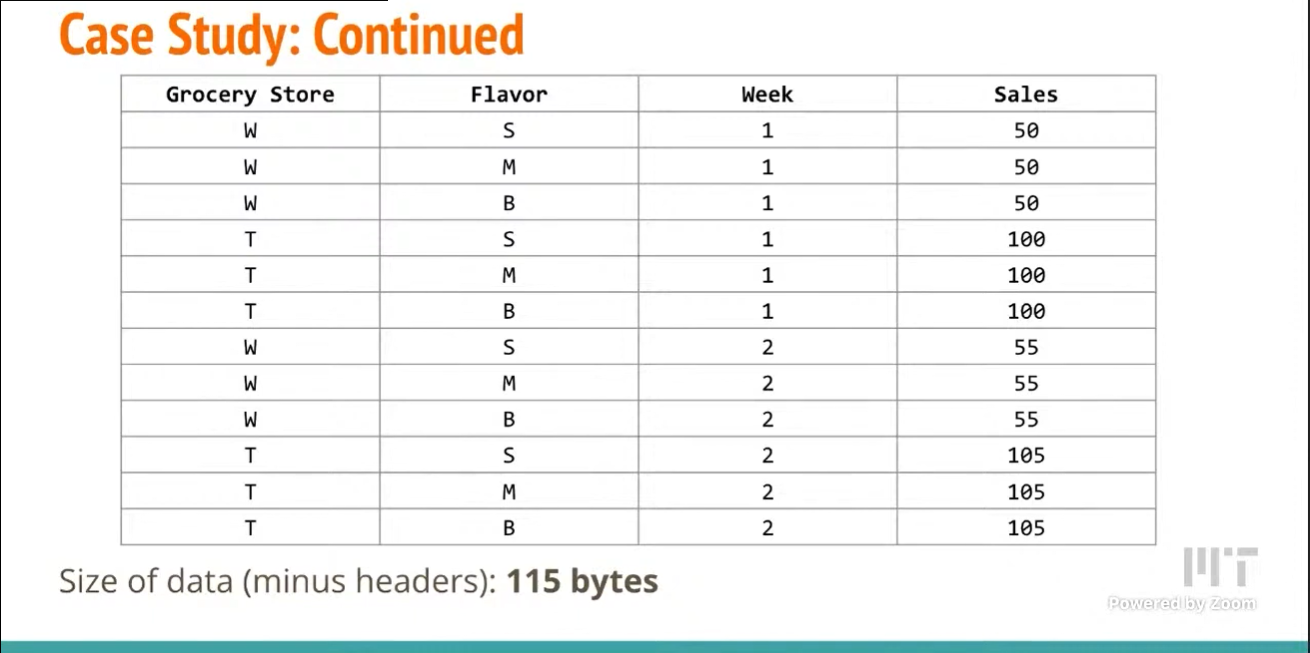 Case Study: Continued
Grocery Store Flavor Week Sales
W S 1 50
W M 1 50
W B 1 50
T S 1 100
T M 1 100
T B 1 100
W S 2 55
W M 2 55
W B 2 55
T S 2 105
T M 2 105
T B 2 105
Size of data (minus headers): 115 bytes
MIT
Powered by Zoom